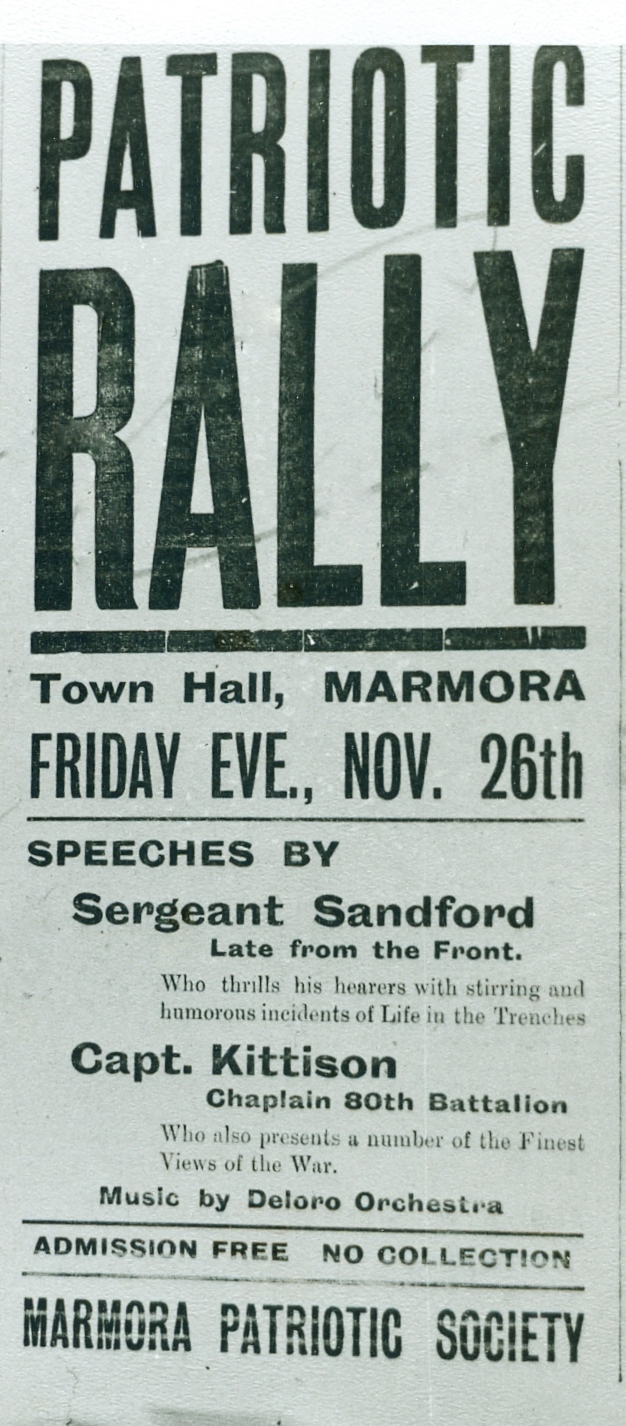 PATRIOTIC
RALLY
Town Hall, MARMORA
FRIDAY EVE., NOV. 26th
SPEECHES BY
Sergeant Sandford
Late from the Front.
Who thrills his hearers with stirring and
humorous incidents of Life in the Trenches
Capt. Kittison
Chaplain 80th Battalion
Who also presents a number of the Finest
Views of the War.
Music by Deloro Orchestra
ADMISSION FREE NO COLLECTION
MARMORA PATRIOTIC SOCIETY